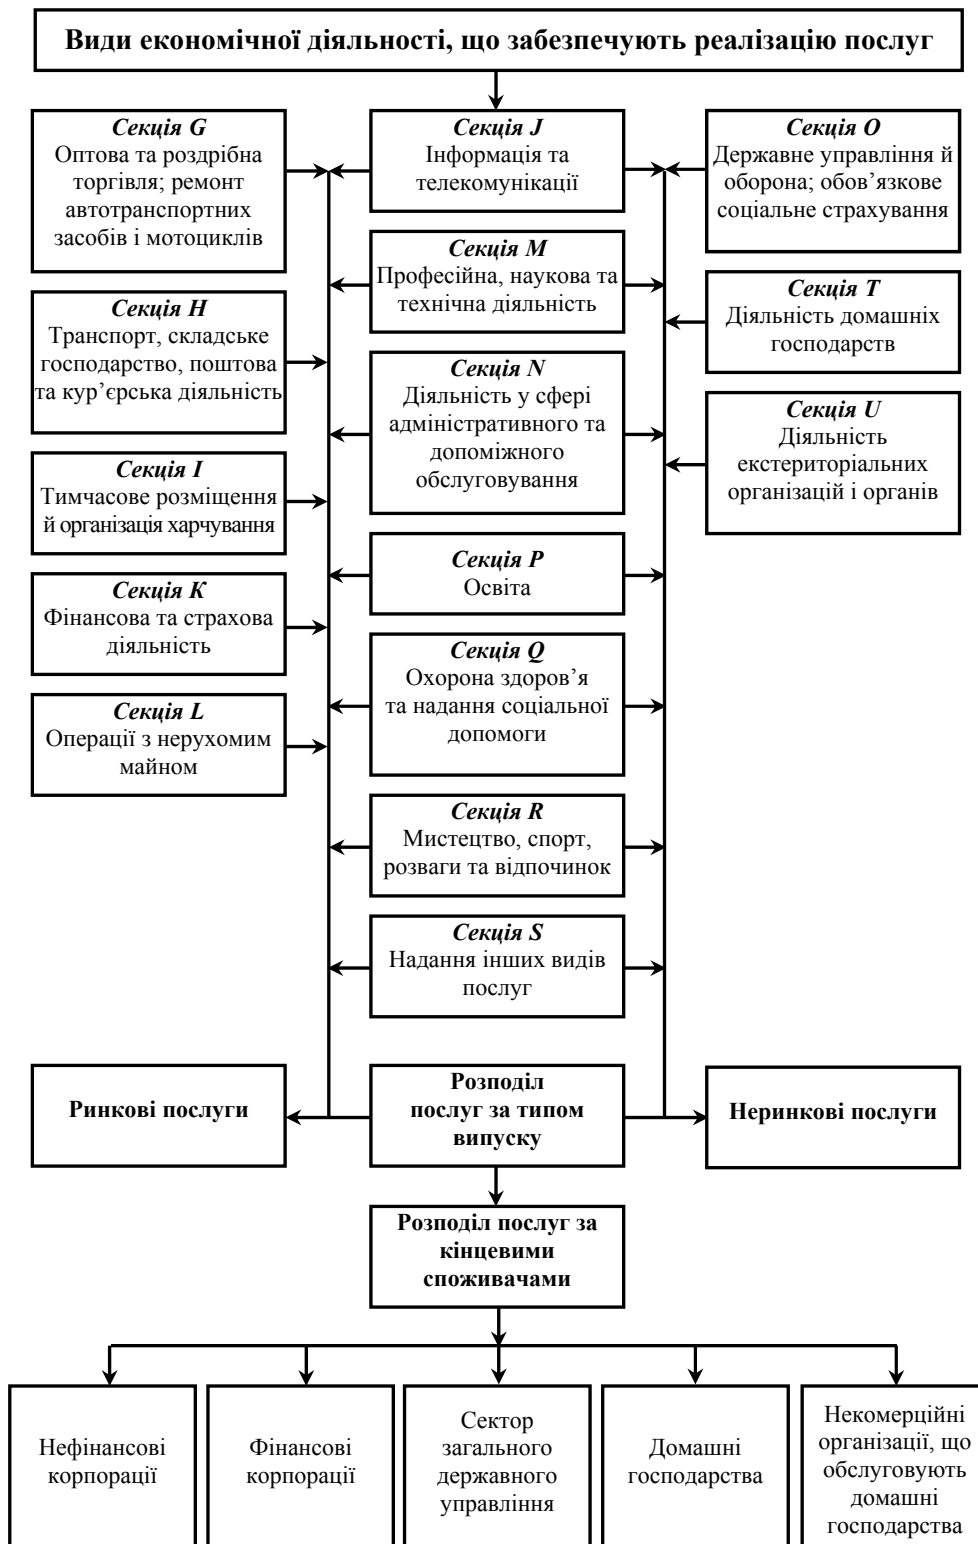 Види економічної діяльності, що забезпечують реалізацію послуг
Секція G
Оптова та роздрібна
торгівля; ремонт
автотранспортних
засобів і мотоциклів
Секція H
Транспорт, складське
господарство, поштова
та кур’єрська діяльність
Секція I
Тимчасове розміщення
й організація харчування
Секція К
Фінансова та страхова
діяльність
Секція L
Операції з нерухомим
майном
Секція J
Інформація та
телекомунікації
Секція M
Професійна, наукова та
технічна діяльність
Секція N
Діяльність у сфері
адміністративного та
допоміжного
обслуговування
Секція P
Освіта
Секція Q
Охорона здоров’я
та надання соціальної
допомоги
Секція R
Мистецтво, спорт,
розваги та відпочинок
Секція S
Надання інших видів
послуг
Секція O
Державне управління й
оборона; обов’язкове
соціальне страхування
Секція T
Діяльність домашніх
господарств
Секція U
Діяльність
екстериторіальних
організацій і органів
Ринкові послуги
Розподіл
послуг за типом
випуску
Неринкові послуги
Розподіл послуг за
кінцевими
споживачами
Нефінансові
корпорації
Фінансові
корпорації
Сектор
загального
державного
управління
Домашні
господарства
Некомерційні
організації, що
обслуговують
домашні
господарства